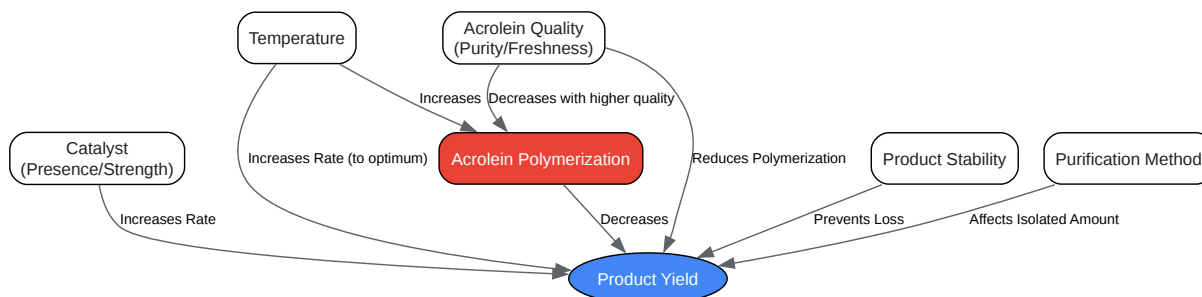 Temperature
Acrolein Quality
(Purity/Freshness)
Increases
Decreases with higher quality
Catalyst
(Presence/Strength)
Increases Rate (to optimum)
Acrolein Polymerization
Reduces Polymerization
Product Stability
Purification Method
Increases Rate
Decreases
Prevents Loss
Affects Isolated Amount
Product Yield